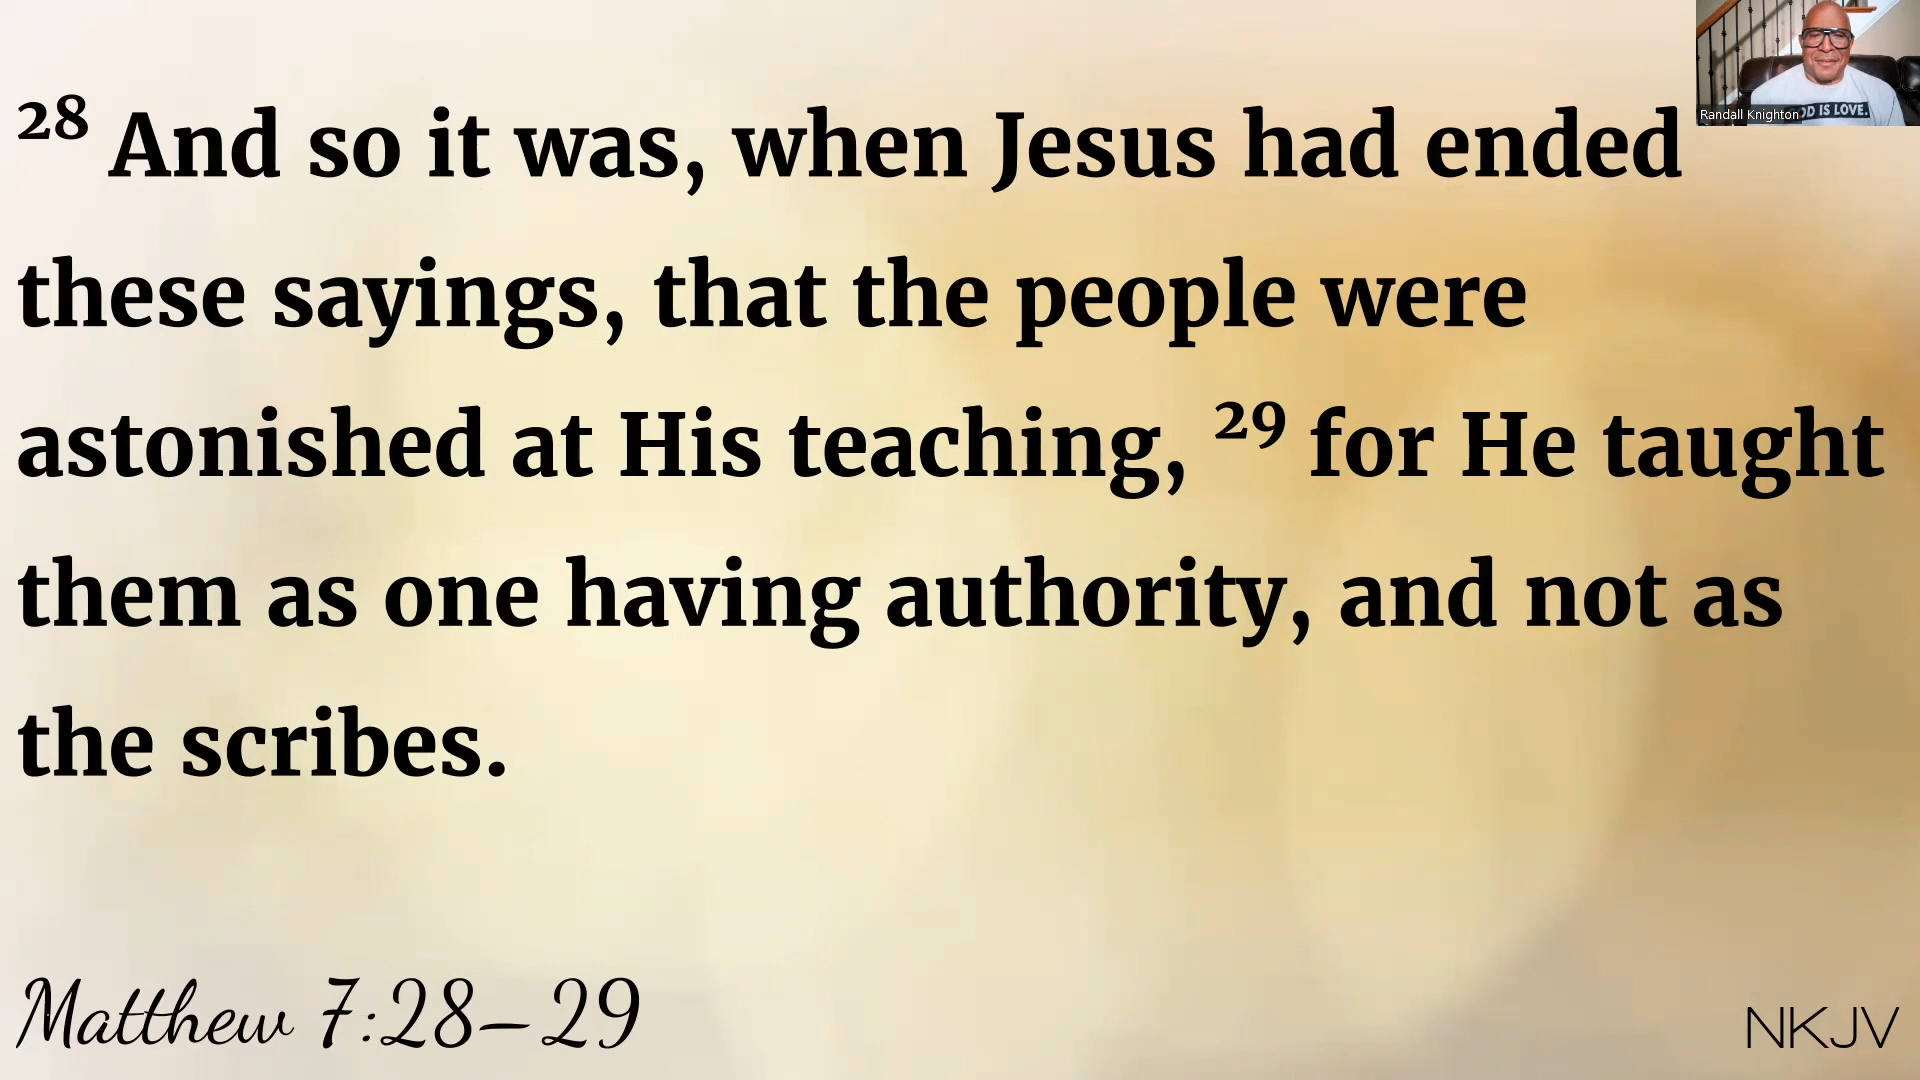 28 And so it was, when Jesus had ended
these sayings, that the people were
astonished at His teaching, 29 for He taught
them as one having authority, and not as
the scribes.
Matthew 7:28–29
NKJV
Randall Knighton
IS LOVE.